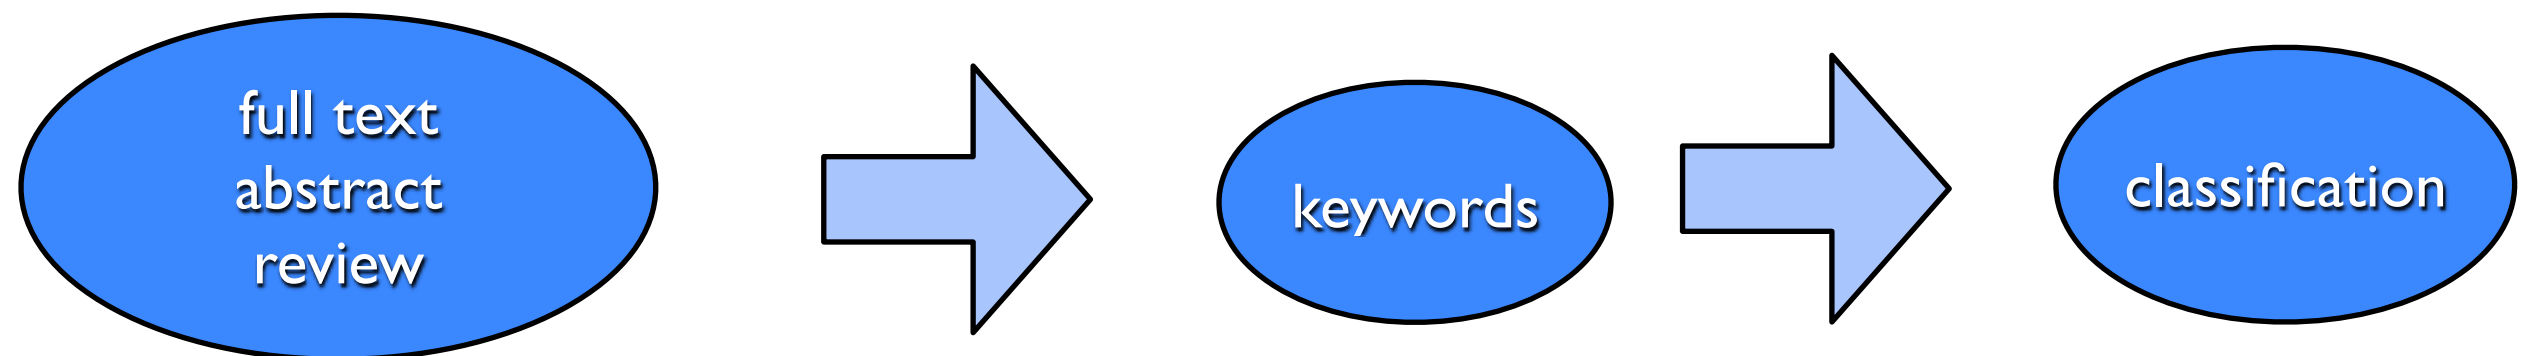 full text
abstract
review
keywords
classification